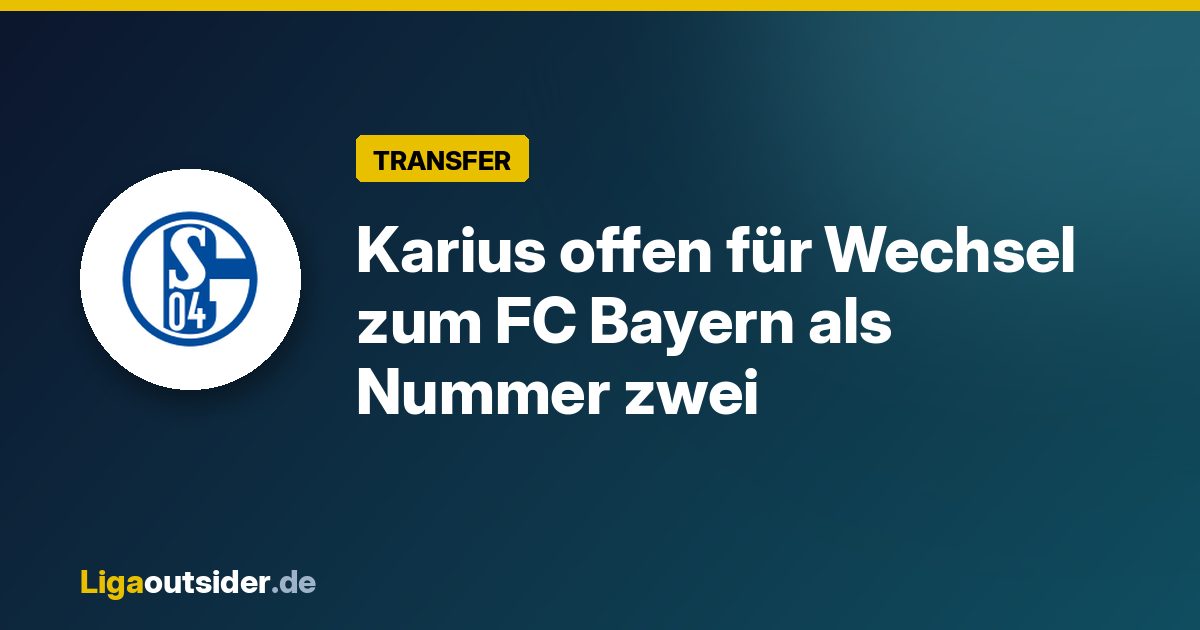 TRANSFER
Karius offen für Wechsel
zum FC Bayern als
Nummer zwei
S
04
Ligaoutsider.de